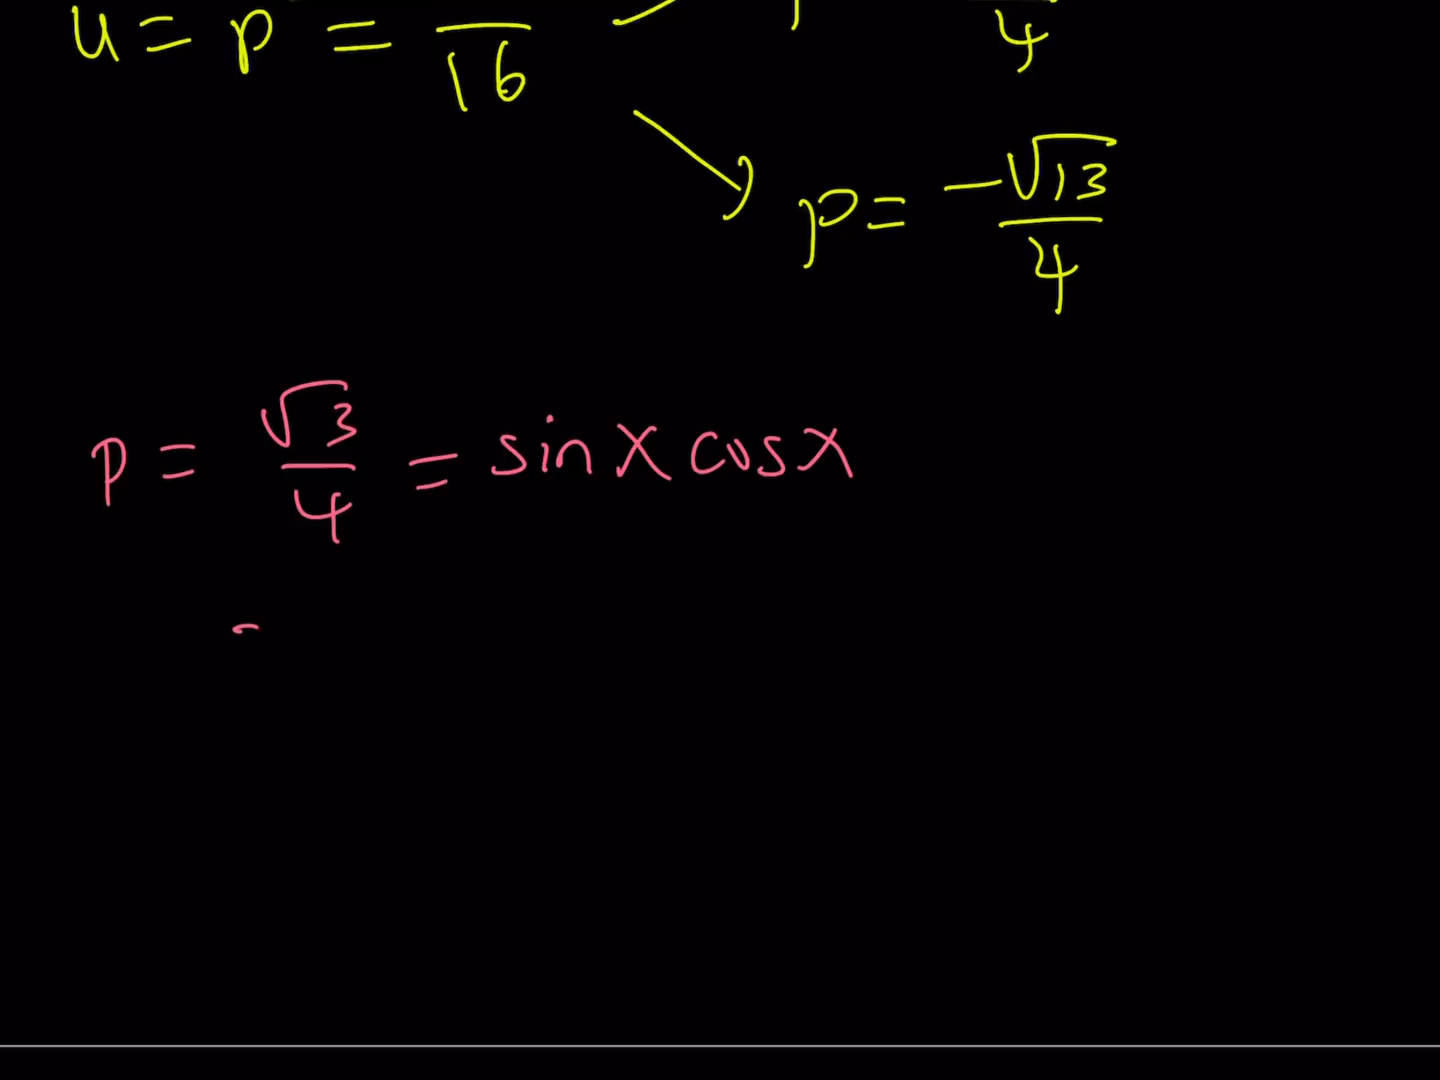 u = p = /16
4
p = -√13/4
p = √3/4 = sin x cos x